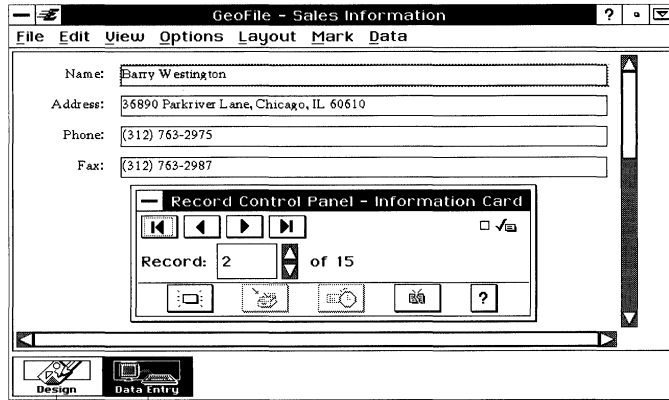 GeoFile - Sales Information ?
File Edit View Options Layout Mark Data
Name: Barry Westington
Address: 36890 Parkriver Lane, Chicago, IL 60610
Phone: (312) 763-2975
Fax: (312) 763-2987
Record Control Panel - Information Card
Record: 2 of 15
?
Design Data Entry